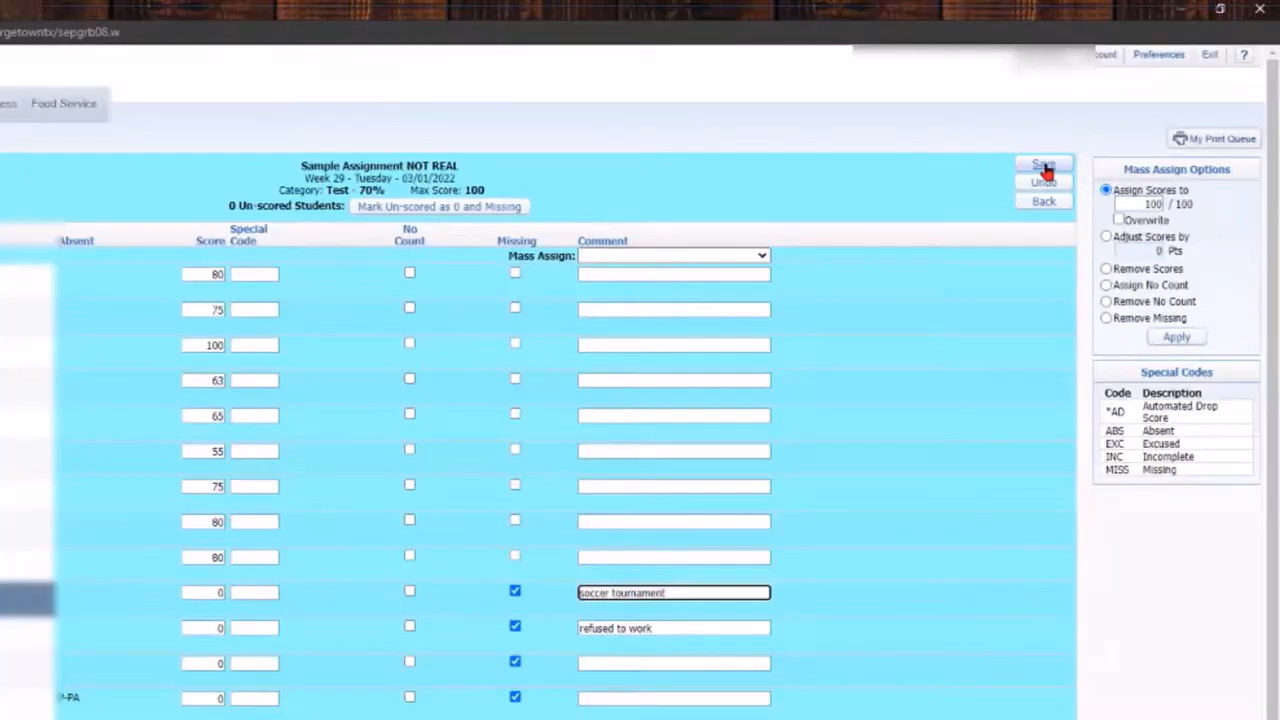 rgetowntx/sepgrb08.w
ount Preferences Exit ?
ess Food Service
My Print Queue
Sample Assignment NOT REAL
Week 29 - Tuesday - 03/01/2022
Category: Test - 70% Max Score: 100
0 Un-scored Students: Mark Un-scored as 0 and Missing
Save
Undo
Back
Absent Score Special Code No Count Missing Comment
Mass Assign:
80
75
100
63
65
55
75
80
80
0 soccer tournament
0 refused to work
0
P-PA 0
Mass Assign Options
Assign Scores to
100 / 100
Overwrite
Adjust Scores by
0 Pts
Remove Scores
Assign No Count
Remove No Count
Remove Missing
Apply
Special Codes
Code Description
*AD Automated Drop
Score
ABS Absent
EXC Excused
INC Incomplete
MISS Missing